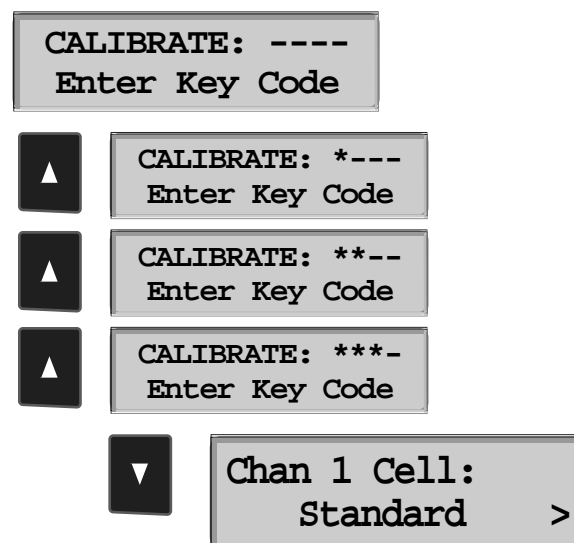 CALIBRATE: ----
Enter Key Code
CALIBRATE: *---
Enter Key Code
CALIBRATE: **--
Enter Key Code
CALIBRATE: ***-
Enter Key Code
Chan 1 Cell:
Standard >